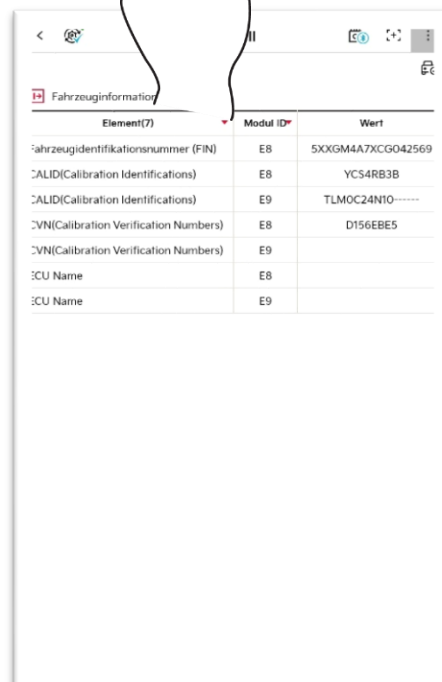 Fahrzeuginformation
Element(7) Modul ID Wert
Fahrzeugidentifikationsnummer (FIN) E8 5XXGM4A7XCG042569
CALID(Calibration Identifications) E8 YCS4RB3B
CALID(Calibration Identifications) E9 TLM0C24N10------
CVN(Calibration Verification Numbers) E8 D156EBE5
CVN(Calibration Verification Numbers) E9
ECU Name E8
ECU Name E9